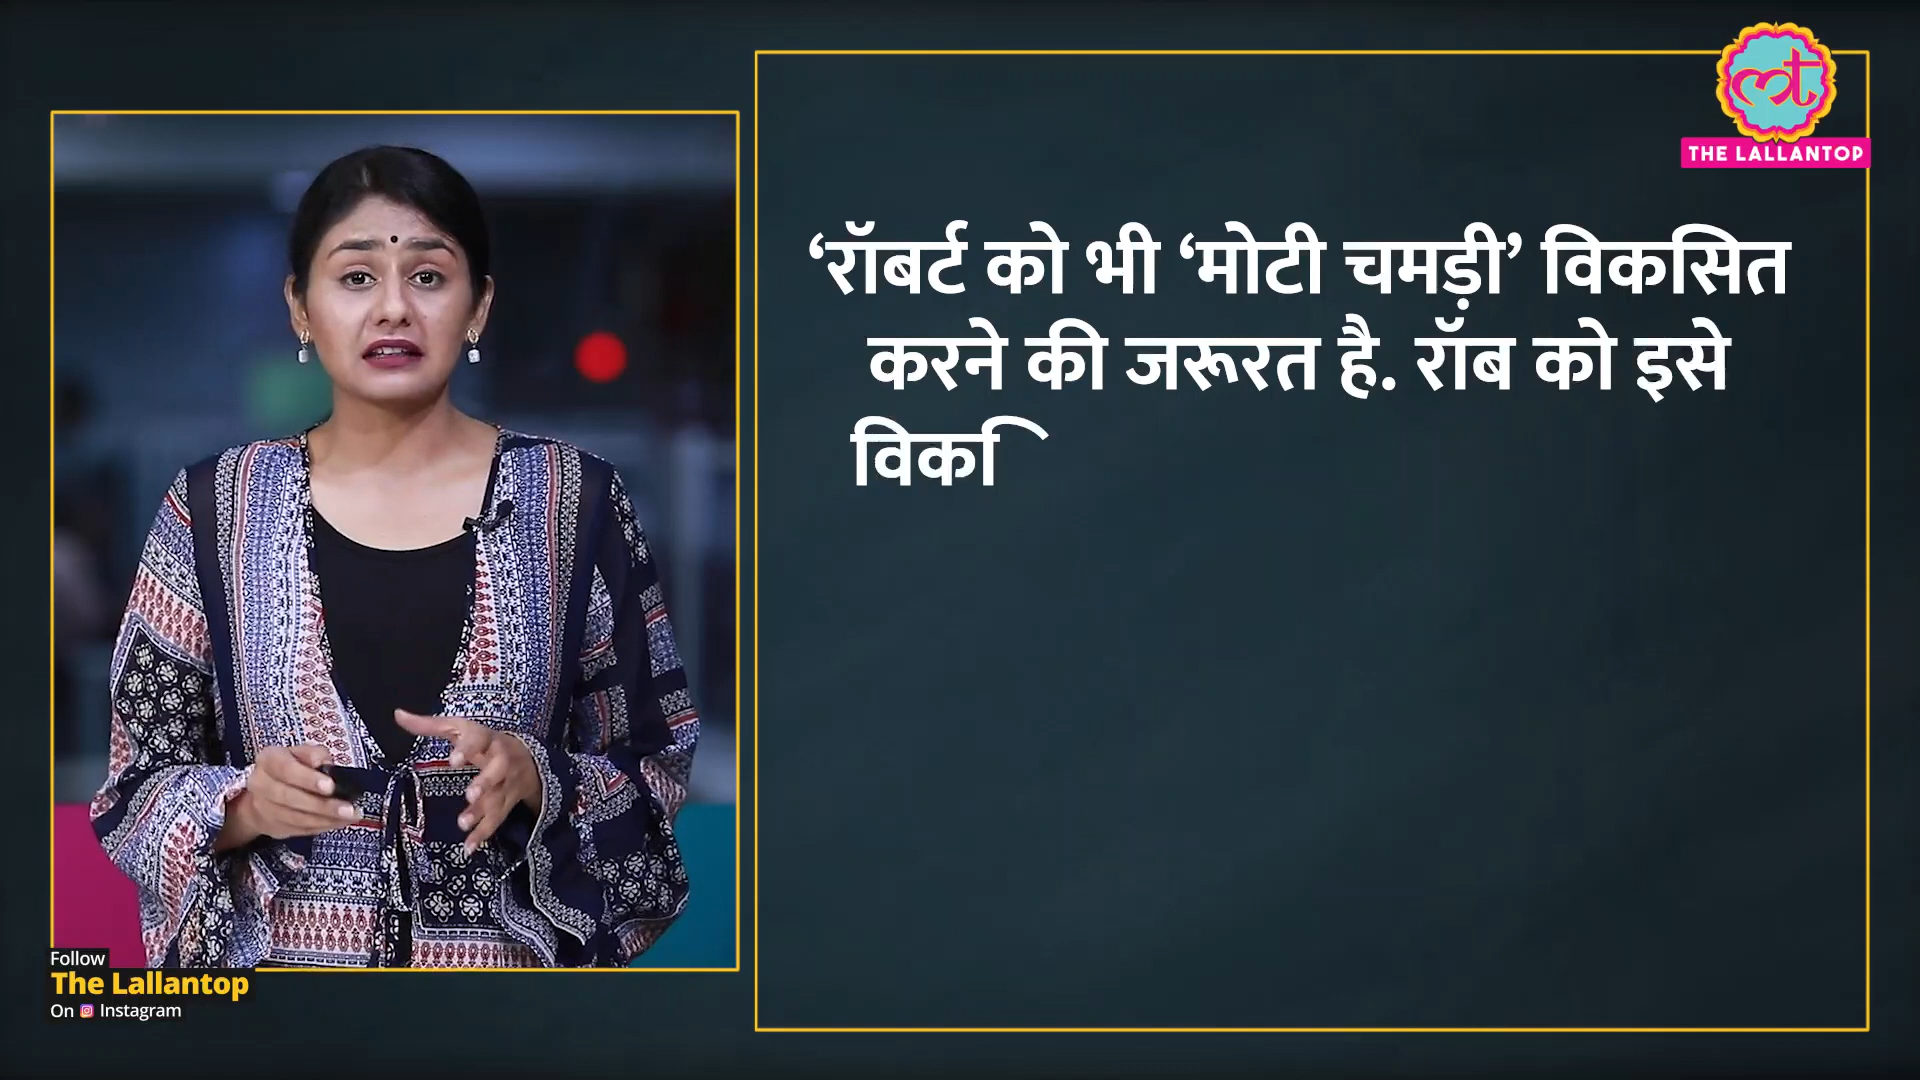 THE LALLANTOP
‘रॉबर्ट को भी ‘मोटी चमड़ी’ विकसित
करने की जरूरत है. रॉब को इसे
विकि
Follow
The Lallantop
On Instagram